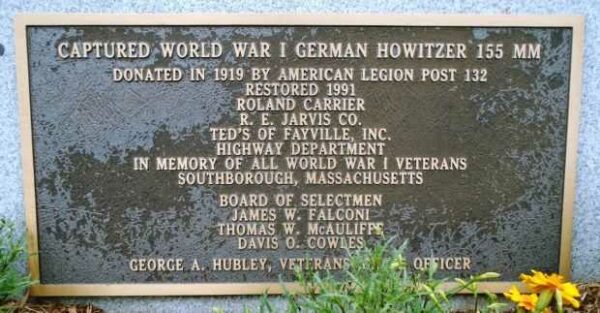 CAPTURED WORLD WAR I GERMAN HOWITZER 155 MM
DONATED IN 1919 BY AMERICAN LEGION POST 132
RESTORED 1991
ROLAND CARRIER
R. E. JARVIS CO.
TED'S OF FAYVILLE, INC.
HIGHWAY DEPARTMENT
IN MEMORY OF ALL WORLD WAR I VETERANS
SOUTHBOROUGH, MASSACHUSETTS
BOARD OF SELECTMEN
JAMES W. FALCONI
THOMAS W. McAULIFFE
DAVIS O. COWLES
GEORGE A. HUBLEY, VETERANS OFFICER